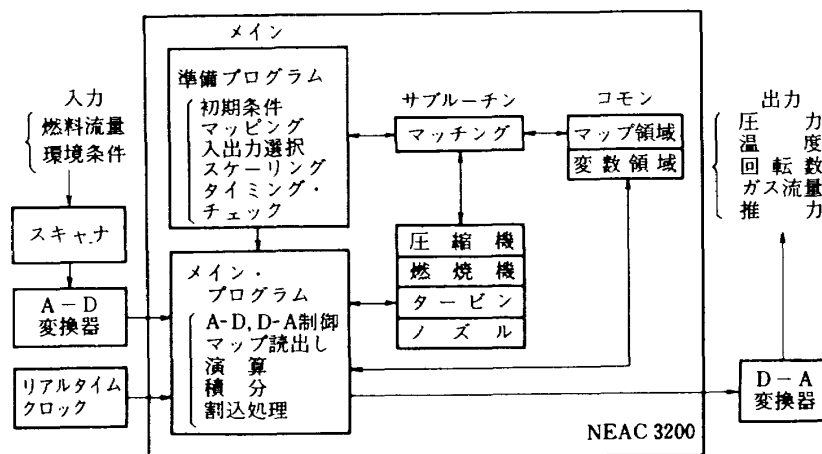 メイン
準備プログラム
初期条件
マッピング
入出力選択
スケーリング
タイミング・
チェック
入力
燃料流量
環境条件
スキャナ
A-D
変換器
リアルタイム
クロック
メイン・
プログラム
A-D, D-A制御
マップ読出し
演算
積分
割込処理
サブルーチン
マッチング
圧縮機
燃焼機
タービン
ノズル
コモン
マップ領域
変数領域
出力
圧力
温度
回転数
ガス流量
推力
D-A
変換器
NEAC 3200